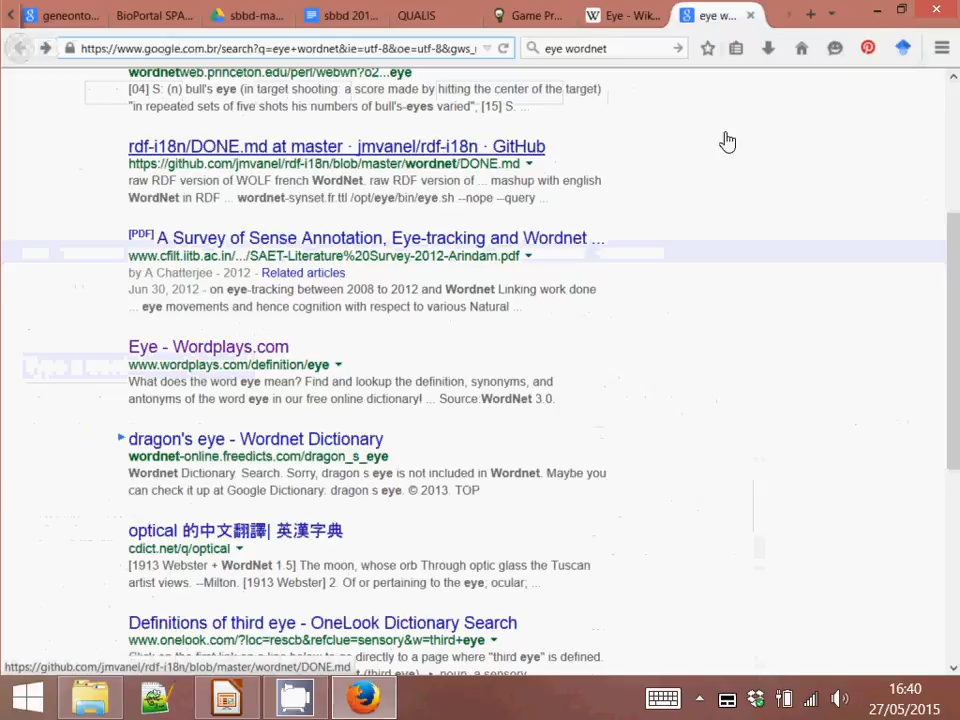 geneonto...
BioPortal SPA...
sbbd-ma...
sbbd 201...
QUALIS
Game Pr...
Eye - Wik...
eye w...
https://www.google.com.br/search?q=eye+wordnet&ie=utf-8&oe=utf-8&gws_
eye wordnet
wordnetweb.princeton.edu/perl/webwn?o2...eye
[04] S: (n) bull's eye (in target shooting: a score made by hitting the center of the target)
"in repeated sets of five shots his numbers of bull's-eyes varied"; [15] S: ...
rdf-i18n/DONE.md at master · jmvanel/rdf-i18n · GitHub
https://github.com/jmvanel/rdf-i18n/blob/master/wordnet/DONE.md
raw RDF version of WOLF french WordNet. raw RDF version of ... mashup with english
WordNet in RDF ... wordnet-synset.fr.ttl /opt/eye/bin/eye.sh --nope --query ...
[PDF] A Survey of Sense Annotation, Eye-tracking and Wordnet ...
www.cfilt.iitb.ac.in/.../SAET-Literature%20Survey-2012-Arindam.pdf
by A Chatterjee - 2012 - Related articles
Jun 30, 2012 - on eye-tracking between 2008 to 2012 and Wordnet Linking work done
... eye movements and hence cognition with respect to various Natural ...
Eye - Wordplays.com
www.wordplays.com/definition/eye
What does the word eye mean? Find and lookup the definition, synonyms, and
antonyms of the word eye in our free online dictionary! ... Source:WordNet 3.0.
dragon's eye - Wordnet Dictionary
wordnet-online.freedicts.com/dragon_s_eye
Wordnet Dictionary. Search. Sorry, dragon s eye is not included in Wordnet. Maybe you
can check it up at Google Dictionary: dragon s eye. © 2013. TOP
optical 的中文翻譯| 英漢字典
cdict.net/q/optical
[1913 Webster + WordNet 1.5] The moon, whose orb Through optic glass the Tuscan
artist views. --Milton. [1913 Webster] 2. Of or pertaining to the eye; ocular; ...
Definitions of third eye - OneLook Dictionary Search
www.onelook.com/?loc=rescb&refclue=sensory&w=third+eye
directly to a page where "third eye" is defined.
https://github.com/jmvanel/rdf-i18n/blob/master/wordnet/DONE.md
16:40
27/05/2015